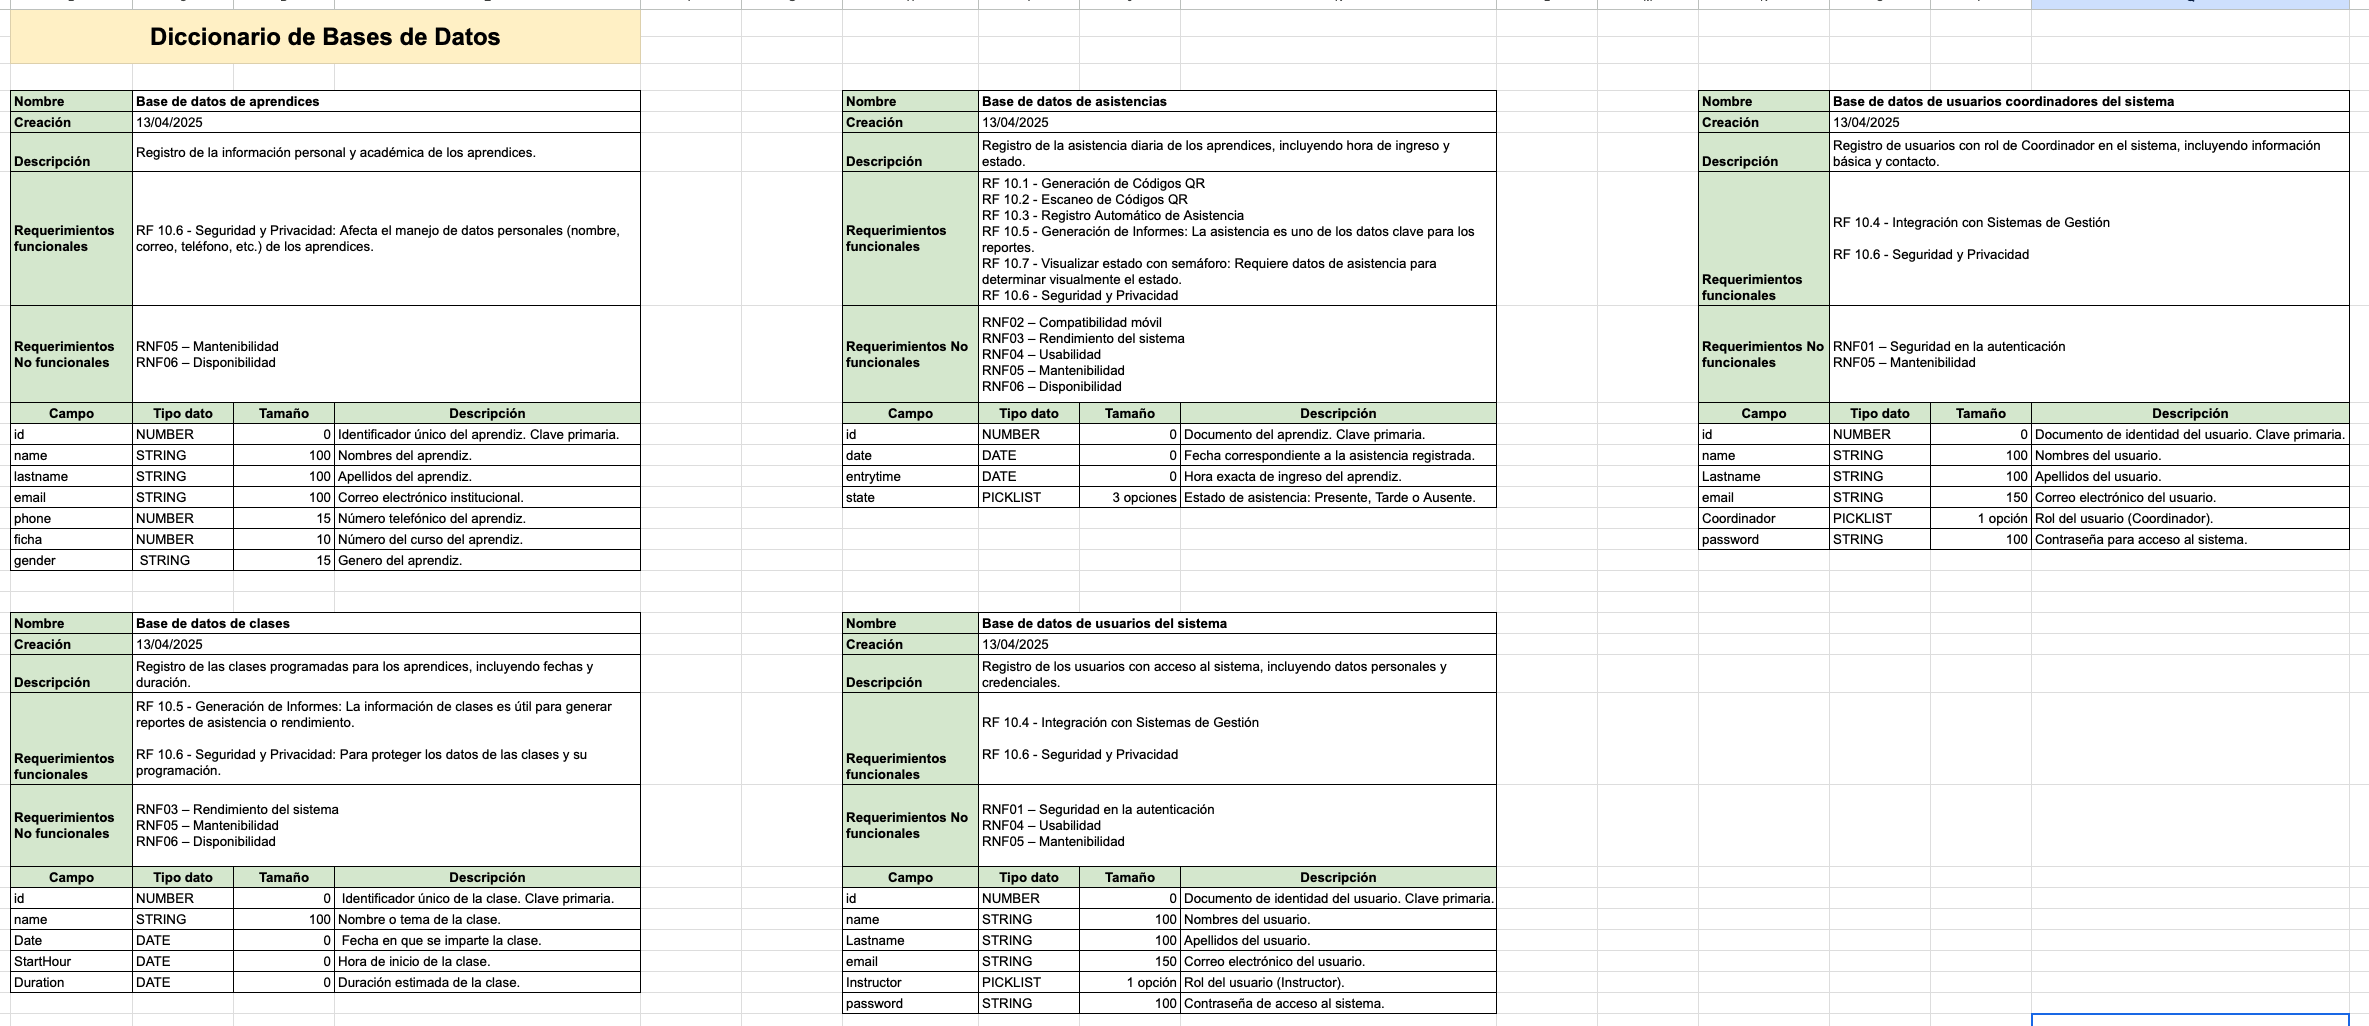 Diccionario de Bases de Datos
Nombre Base de datos de aprendices
Creación 13/04/2025
Descripción Registro de la información personal y académica de los aprendices.
Requerimientos funcionales RF 10.6 - Seguridad y Privacidad: Afecta el manejo de datos personales (nombre,
correo, teléfono, etc.) de los aprendices.
Requerimientos No funcionales RNF05 – Mantenibilidad
RNF06 – Disponibilidad
Campo Tipo dato Tamaño Descripción
id NUMBER 0 Identificador único del aprendiz. Clave primaria.
name STRING 100 Nombres del aprendiz.
lastname STRING 100 Apellidos del aprendiz.
email STRING 100 Correo electrónico institucional.
phone NUMBER 15 Número telefónico del aprendiz.
ficha NUMBER 10 Número del curso del aprendiz.
gender STRING 15 Genero del aprendiz.
Nombre Base de datos de asistencias
Creación 13/04/2025
Descripción Registro de la asistencia diaria de los aprendices, incluyendo hora de ingreso y
estado.
Requerimientos funcionales RF 10.1 - Generación de Códigos QR
RF 10.2 - Escaneo de Códigos QR
RF 10.3 - Registro Automático de Asistencia
RF 10.5 - Generación de Informes: La asistencia es uno de los datos clave para los
reportes.
RF 10.7 - Visualizar estado con semáforo: Requiere datos de asistencia para
determinar visualmente el estado.
RF 10.6 - Seguridad y Privacidad
Requerimientos No funcionales RNF02 – Compatibilidad móvil
RNF03 – Rendimiento del sistema
RNF04 – Usabilidad
RNF05 – Mantenibilidad
RNF06 – Disponibilidad
Campo Tipo dato Tamaño Descripción
id NUMBER 0 Documento del aprendiz. Clave primaria.
date DATE 0 Fecha correspondiente a la asistencia registrada.
entrytime DATE 0 Hora exacta de ingreso del aprendiz.
state PICKLIST 3 opciones Estado de asistencia: Presente, Tarde o Ausente.
Nombre Base de datos de usuarios coordinadores del sistema
Creación 13/04/2025
Descripción Registro de usuarios con rol de Coordinador en el sistema, incluyendo información
básica y contacto.
Requerimientos funcionales RF 10.4 - Integración con Sistemas de Gestión
RF 10.6 - Seguridad y Privacidad
Requerimientos No funcionales RNF01 – Seguridad en la autenticación
RNF05 – Mantenibilidad
Campo Tipo dato Tamaño Descripción
id NUMBER 0 Documento de identidad del usuario. Clave primaria.
name STRING 100 Nombres del usuario.
Lastname STRING 100 Apellidos del usuario.
email STRING 150 Correo electrónico del usuario.
Coordinador PICKLIST 1 opción Rol del usuario (Coordinador).
password STRING 100 Contraseña para acceso al sistema.
Nombre Base de datos de clases
Creación 13/04/2025
Descripción Registro de las clases programadas para los aprendices, incluyendo fechas y
duración.
Requerimientos funcionales RF 10.5 - Generación de Informes: La información de clases es útil para generar
reportes de asistencia o rendimiento.
RF 10.6 - Seguridad y Privacidad: Para proteger los datos de las clases y su
programación.
Requerimientos No funcionales RNF03 – Rendimiento del sistema
RNF05 – Mantenibilidad
RNF06 – Disponibilidad
Campo Tipo dato Tamaño Descripción
id NUMBER 0 Identificador único de la clase. Clave primaria.
name STRING 100 Nombre o tema de la clase.
Date DATE 0 Fecha en que se imparte la clase.
StartHour DATE 0 Hora de inicio de la clase.
Duration DATE 0 Duración estimada de la clase.
Nombre Base de datos de usuarios del sistema
Creación 13/04/2025
Descripción Registro de los usuarios con acceso al sistema, incluyendo datos personales y
credenciales.
Requerimientos funcionales RF 10.4 - Integración con Sistemas de Gestión
RF 10.6 - Seguridad y Privacidad
Requerimientos No funcionales RNF01 – Seguridad en la autenticación
RNF04 – Usabilidad
RNF05 – Mantenibilidad
Campo Tipo dato Tamaño Descripción
id NUMBER 0 Documento de identidad del usuario. Clave primaria.
name STRING 100 Nombres del usuario.
Lastname STRING 100 Apellidos del usuario.
email STRING 150 Correo electrónico del usuario.
Instructor PICKLIST 1 opción Rol del usuario (Instructor).
password STRING 100 Contraseña de acceso al sistema.